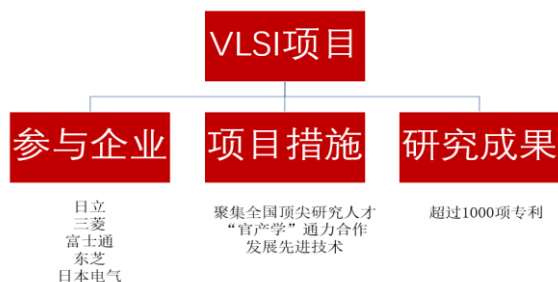 VLSI项目
参与企业
项目措施
研究成果
日立
三菱
富士通
东芝
日本电气
聚集全国顶尖研究人才
“官产学”通力合作
发展先进技术
超过1000项专利